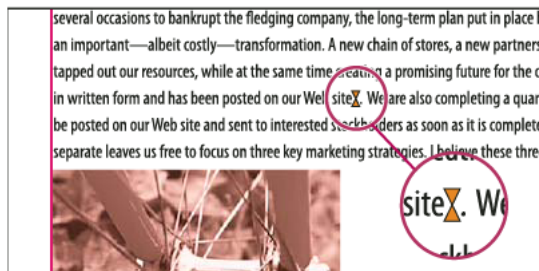 several occasions to bankrupt the fledging company, the long-term plan put in place
an important—albeit costly—transformation. A new chain of stores, a new partners
tapped out our resources, while at the same time creating a promising future for the c
in written form and has been posted on our Web site. We are also completing a quar
be posted on our Web site and sent to interested stockholders as soon as it is complete
separate leaves us free to focus on three key marketing strategies. I believe these thre
site. We